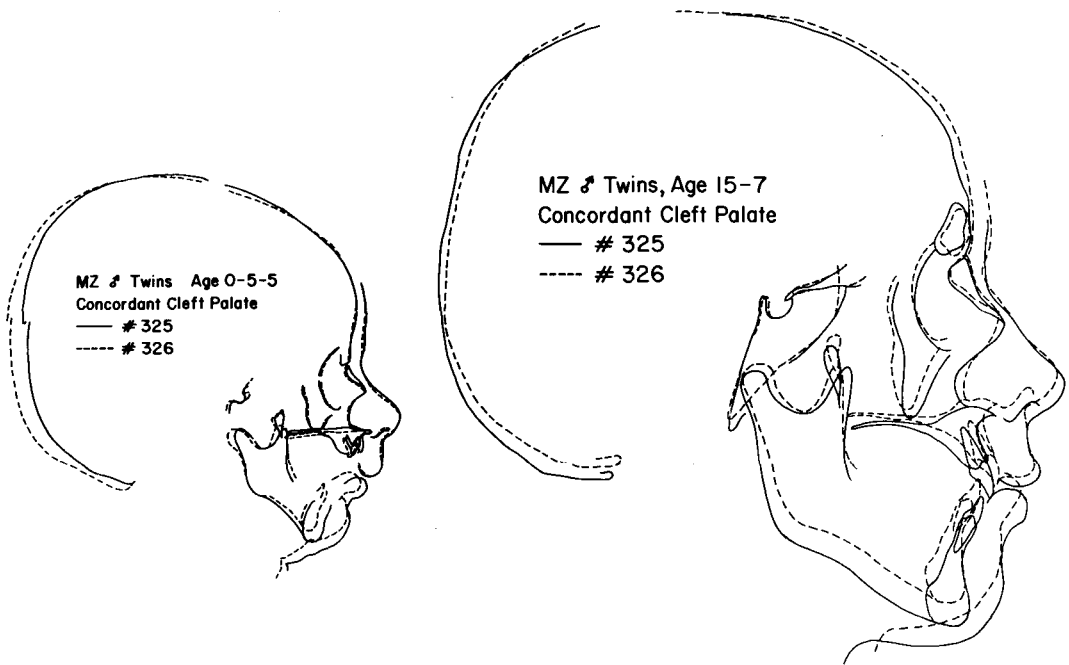 MZ ♂ Twins Age 0-5-5
Concordant Cleft Palate
# 325
# 326
MZ ♂ Twins, Age 15-7
Concordant Cleft Palate
# 325
# 326